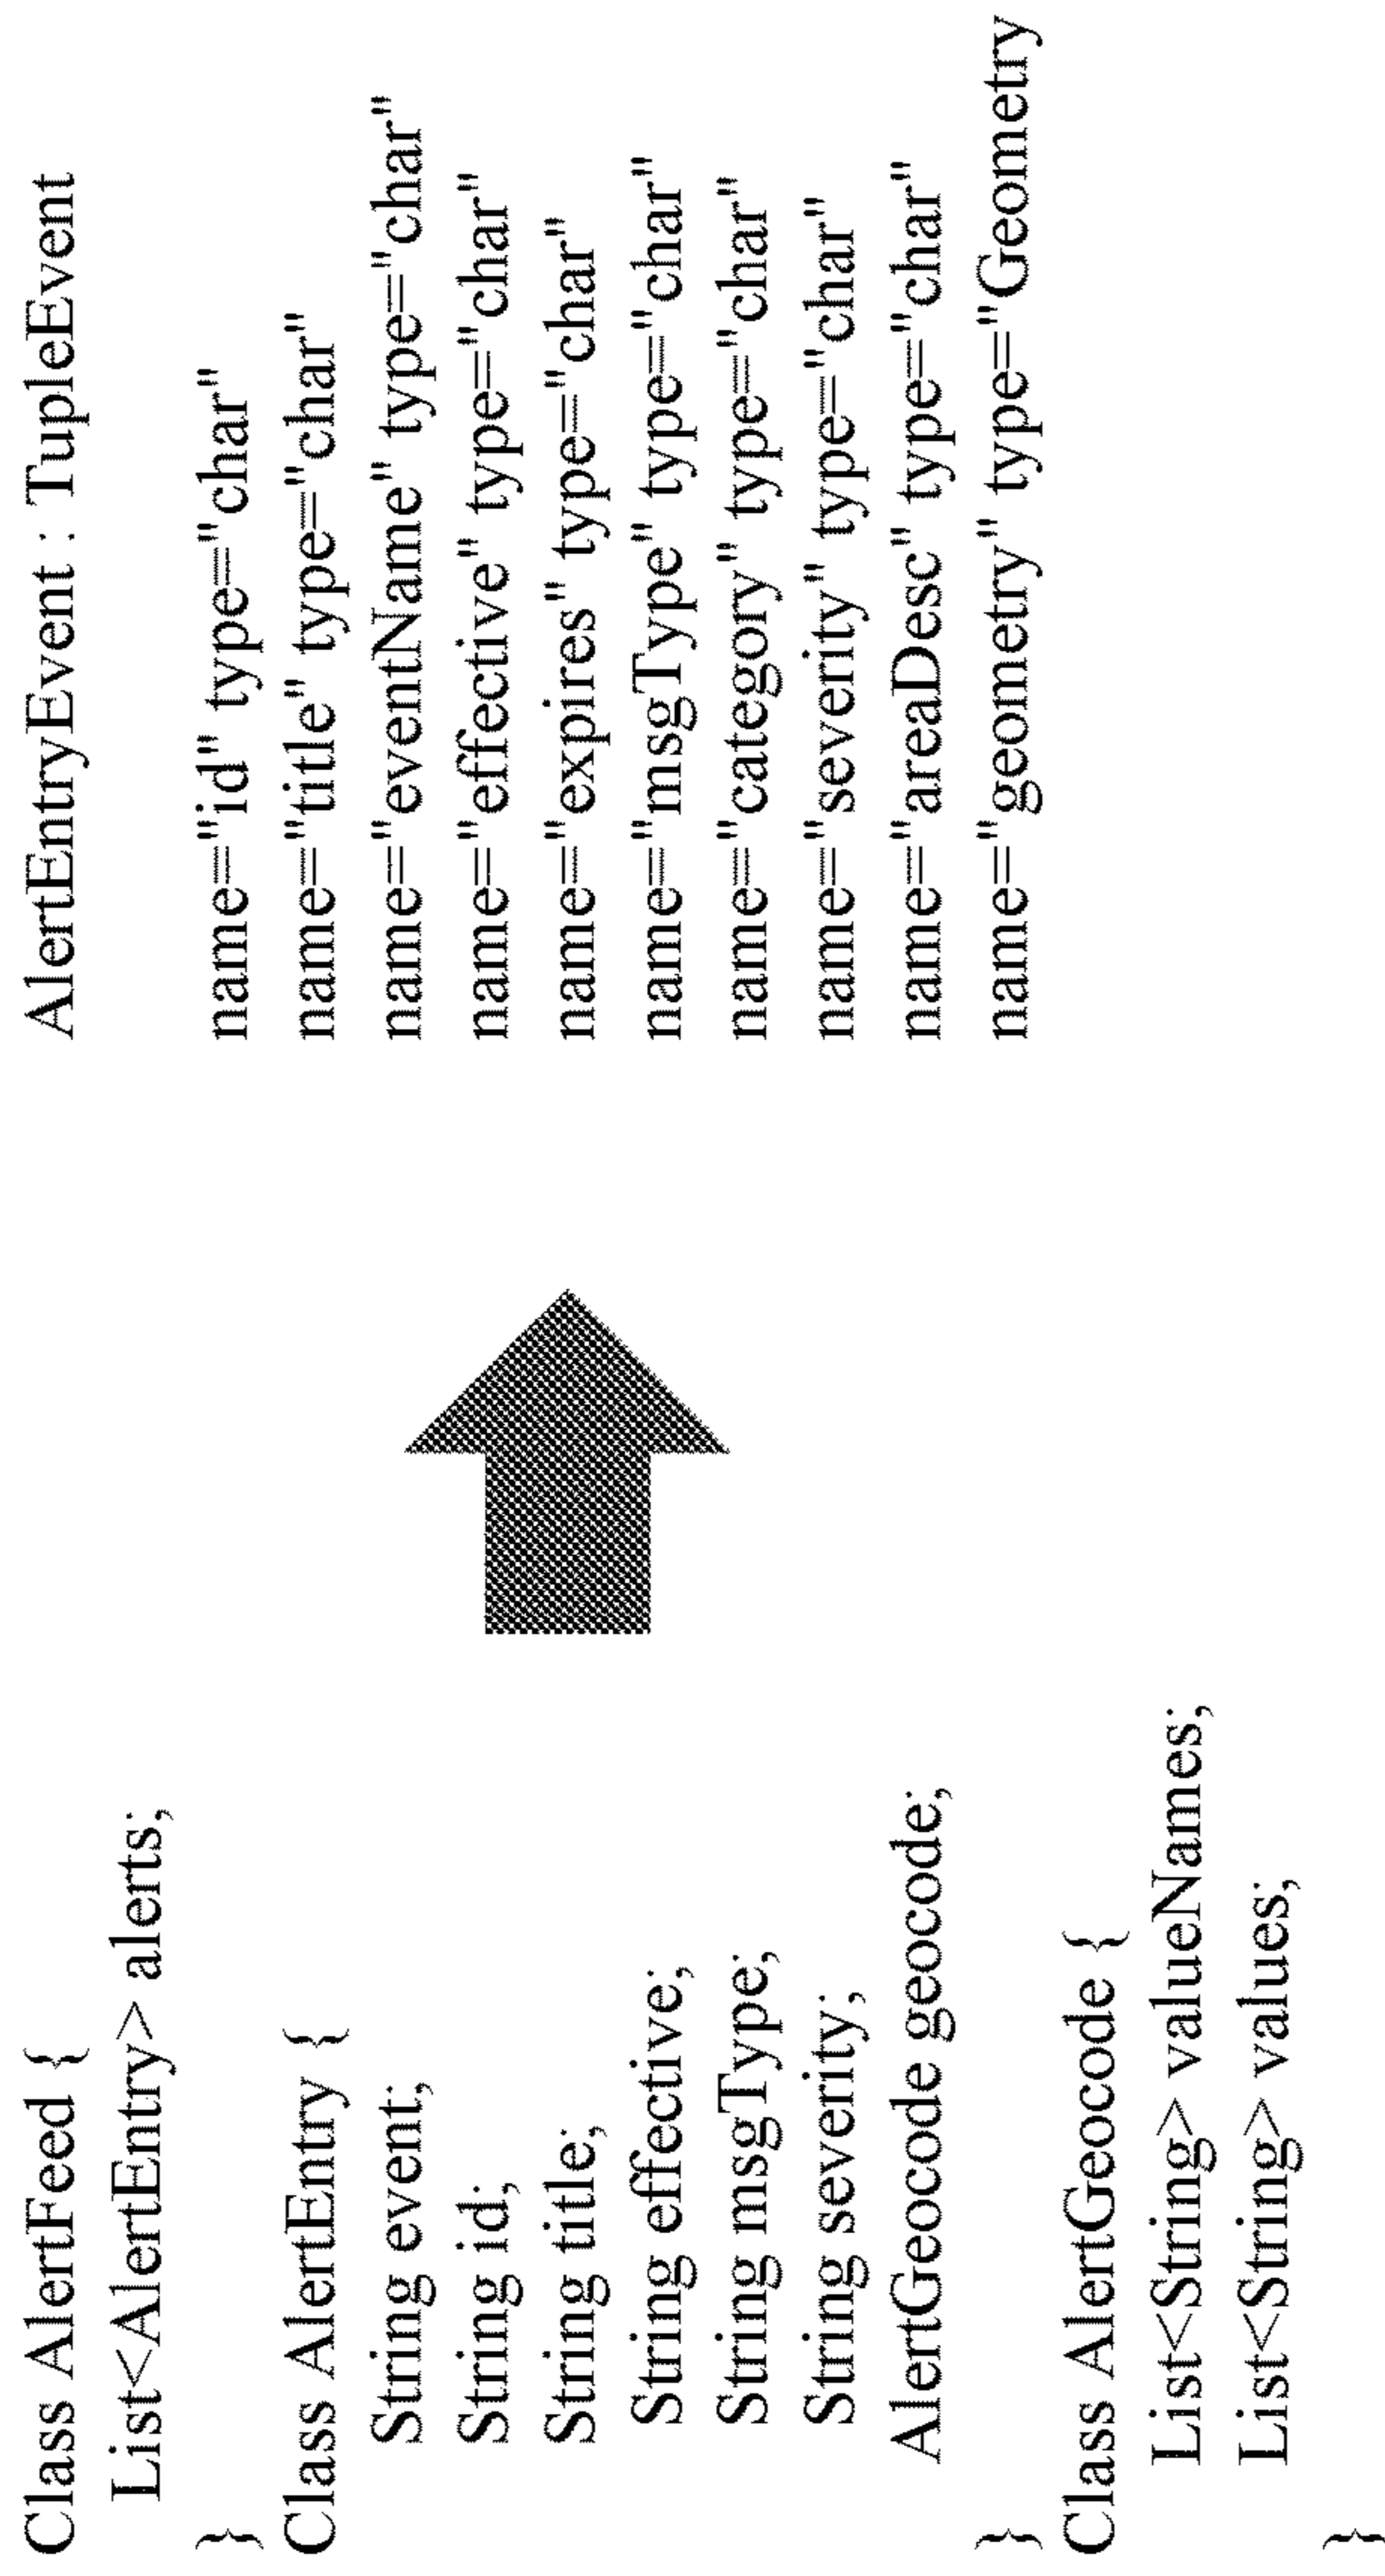 Class AlertFeed {
List<AlertEntry> alerts;
}
Class AlertEntry {
String event;
String id;
String title;
String effective;
String msgType;
String severity;
AlertGeocode geocode;
}
Class AlertGeocode {
List<String> valueNames;
List<String> values;
}
AlertEntryEvent : TupleEvent
name="id" type="char"
name="title" type="char"
name="eventName" type="char"
name="effective" type="char"
name="expires" type="char"
name="msgType" type="char"
name="category" type="char"
name="severity" type="char"
name="areaDesc" type="char"
name="geometry" type="Geometry